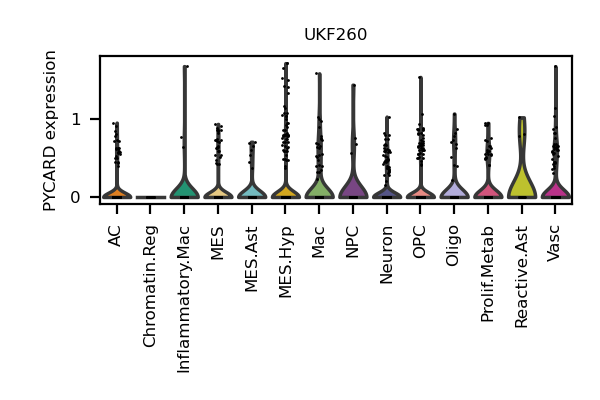 UKF260
PYCARD expression
1
0
AC
Chromatin.Reg
Inflammatory.Mac
MES
MES.Ast
MES.Hyp
Mac
NPC
Neuron
OPC
Oligo
Prolif.Metab
Reactive.Ast
Vasc